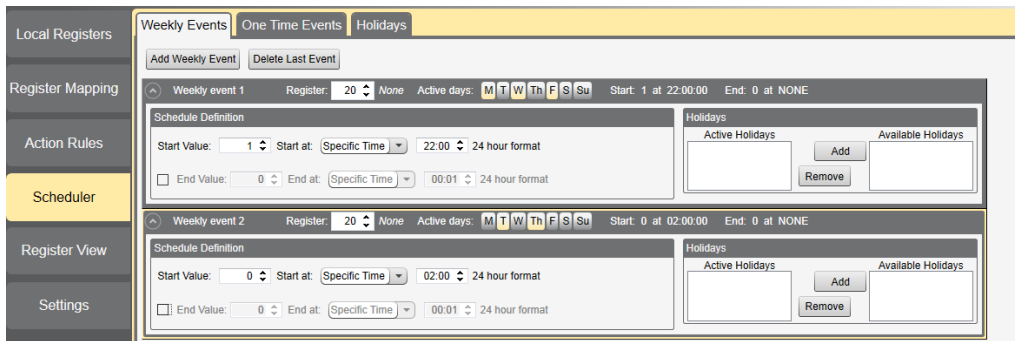 Local Registers
Register Mapping
Action Rules
Scheduler
Register View
Settings
Weekly Events One Time Events Holidays
Add Weekly Event Delete Last Event
Weekly event 1 Register: 20 None Active days: M T W Th F S Su Start: 1 at 22:00:00 End: 0 at NONE
Schedule Definition Holidays
Active Holidays Available Holidays
Start Value: 1 Start at: Specific Time 22:00 24 hour format
Add
Remove
End Value: 0 End at: Specific Time 00:01 24 hour format
Weekly event 2 Register: 20 None Active days: M T W Th F S Su Start: 0 at 02:00:00 End: 0 at NONE
Schedule Definition Holidays
Active Holidays Available Holidays
Start Value: 0 Start at: Specific Time 02:00 24 hour format
Add
Remove
End Value: 0 End at: Specific Time 00:01 24 hour format